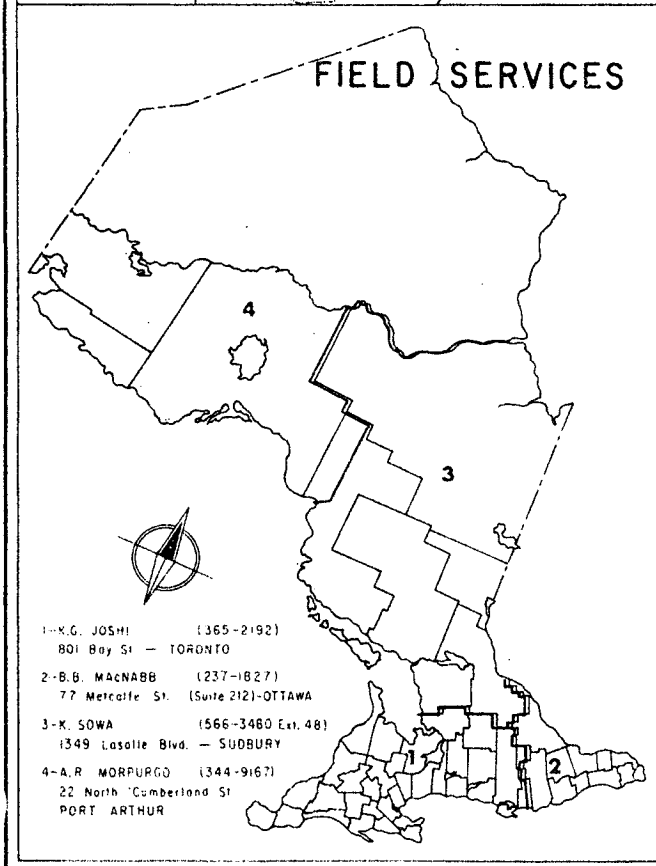 FIELD SERVICES
4
3
1
2
1-K.G. JOSHI (365-2192)
801 Bay St — TORONTO
2-B.B. MACNABB (237-1827)
77 Metcalfe St. (Suite 212)-OTTAWA
3-K. SOWA (566-3460 Ext. 48)
1349 Lasalle Blvd. — SUDBURY
4-A.R MORPURGO (344-9167)
22 North Cumberland St
PORT ARTHUR